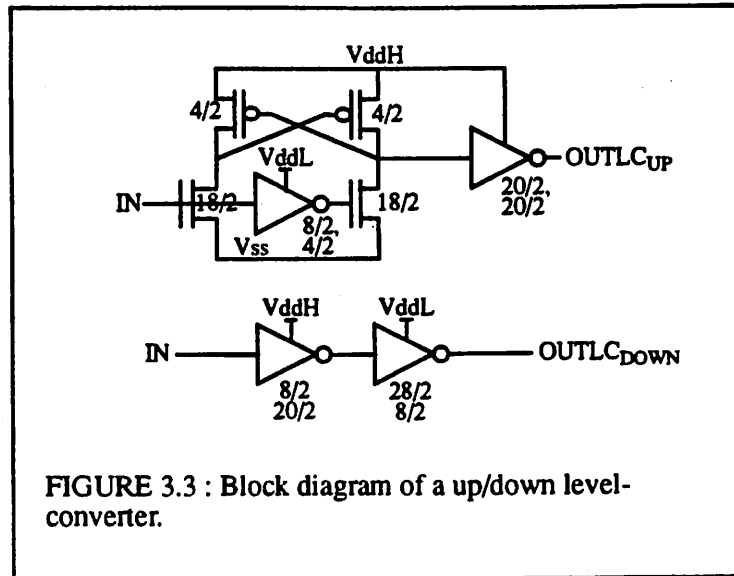 VddH
4/2
4/2
VddL
OUTLCUP
20/2,
20/2
IN
18/2
18/2
8/2,
4/2
Vss
VddH
VddL
IN
OUTLCDOWN
8/2
20/2
28/2
8/2
FIGURE 3.3 : Block diagram of a up/down level-
converter.